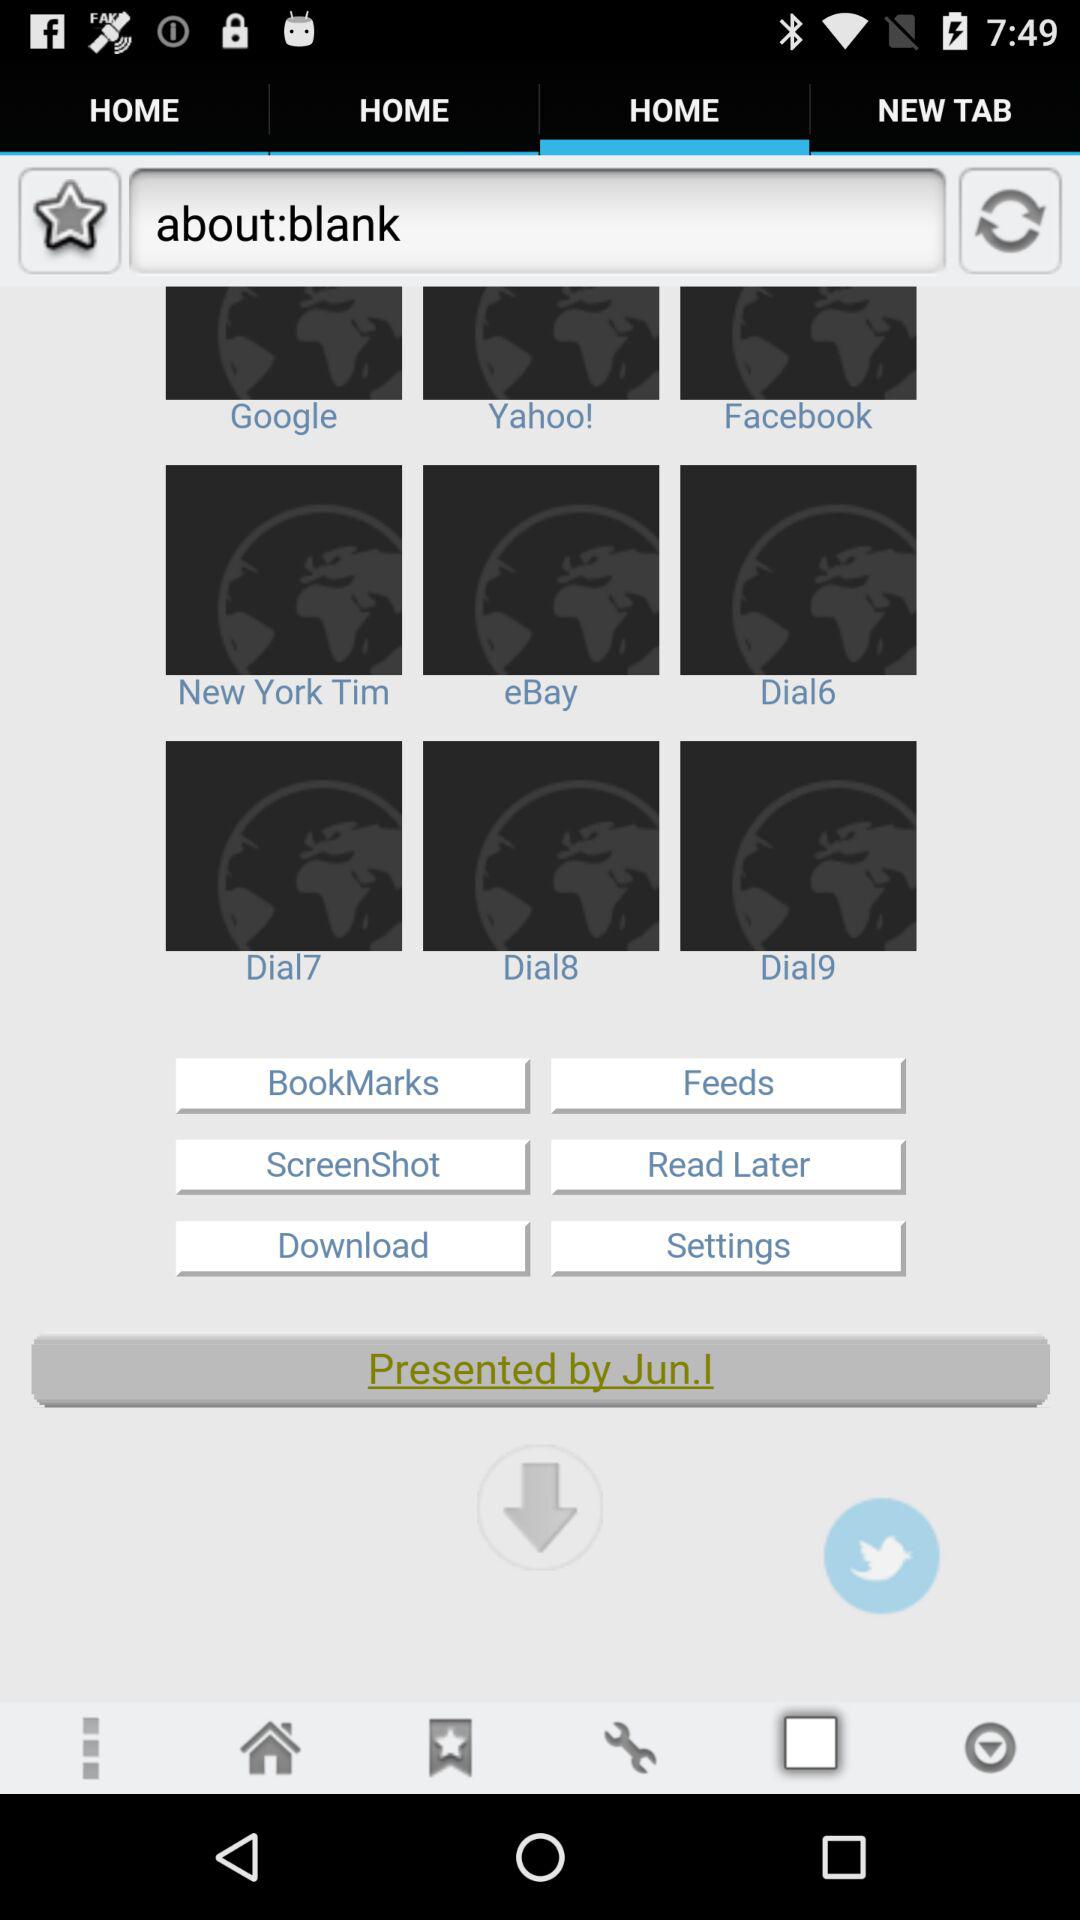 FAK
7:49
HOME HOME HOME NEW TAB
about:blank
Google Yahoo! Facebook
New York Tim eBay Dial6
Dial7 Dial8 Dial9
BookMarks Feeds
ScreenShot Read Later
Download Settings
Presented by Jun.I